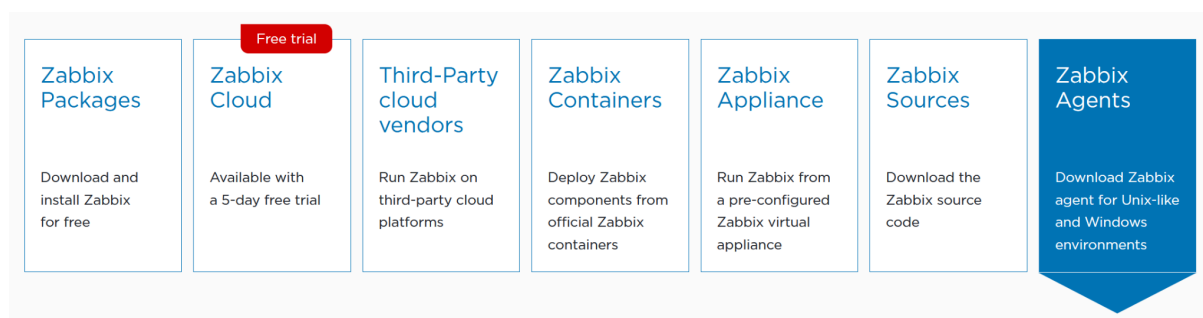 Free trial
Zabbix
Packages
Download and
install Zabbix
for free
Zabbix
Cloud
Available with
a 5-day free trial
Third-Party
cloud
vendors
Run Zabbix on
third-party cloud
platforms
Zabbix
Containers
Deploy Zabbix
components from
official Zabbix
containers
Zabbix
Appliance
Run Zabbix from
a pre-configured
Zabbix virtual
appliance
Zabbix
Sources
Download the
Zabbix source
code
Zabbix
Agents
Download Zabbix
agent for Unix-like
and Windows
environments